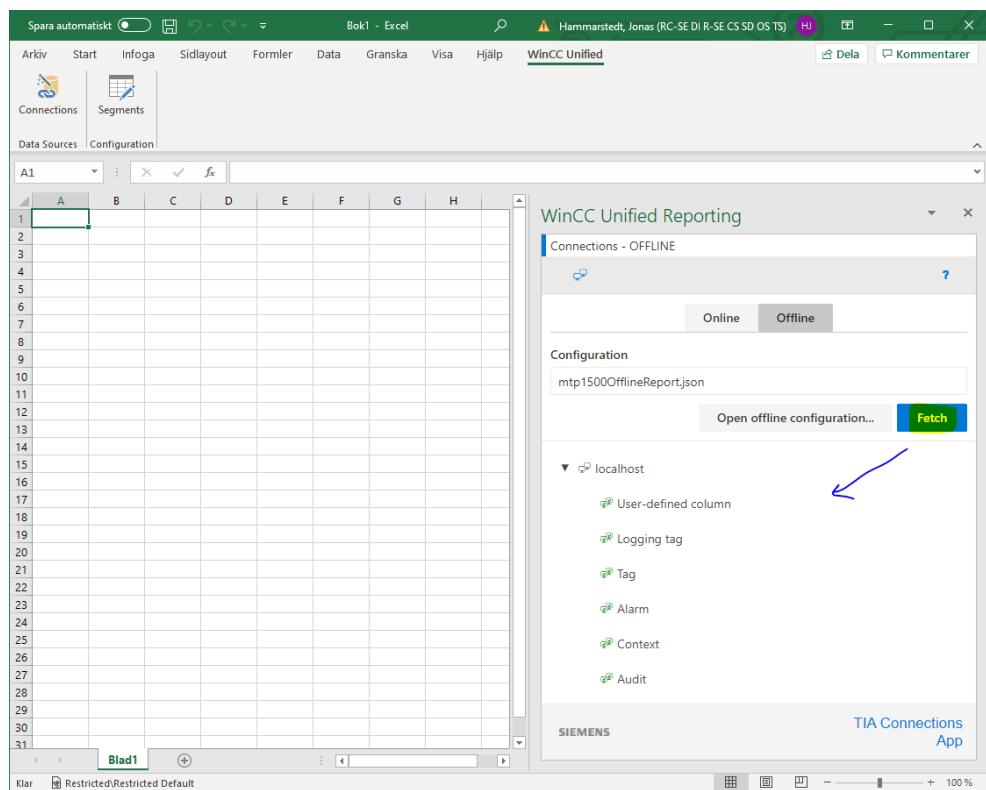 Spara automatiskt Bok1 - Excel Hammarstedt, Jonas (RC-SE DI R-SE CS SD OS TS) HJ
Arkiv Start Infoga Sidlayout Formler Data Granska Visa Hjälp WinCC Unified Dela Kommentarer
Connections Segments
Data Sources Configuration
A1 fx
A B C D E F G H
1
2
3
4
5
6
7
8
9
10
11
12
13
14
15
16
17
18
19
20
21
22
23
24
25
26
27
28
29
30
31
WinCC Unified Reporting
Connections - OFFLINE
?
Online Offline
Configuration
mtp1500OfflineReport.json
Open offline configuration... Fetch
localhost
User-defined column
Logging tag
Tag
Alarm
Context
Audit
SIEMENS TIA Connections
App
Blad1
Klar Restricted\Restricted Default 100 %